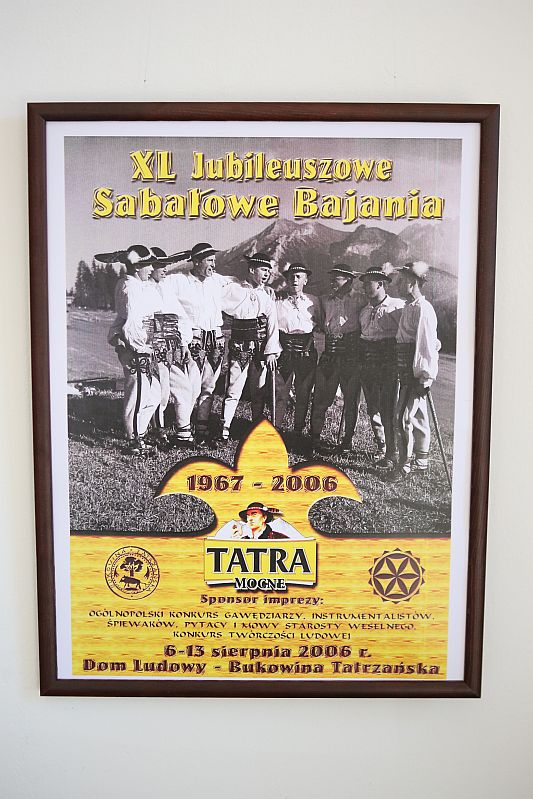 XL Jubileuszowe
Sabałowe Bajania
1967 - 2006
TATRA
MOCNE
Sponsor imprezy:
OGÓLNOPOLSKI KONKURS GAWĘDZIARZY, INSTRUMENTALISTÓW,
ŚPIEWAKÓW, PYTACY I MOWY STAROSTY WESELNEGO,
KONKURS TWÓRCZOŚCI LUDOWEJ
6-13 sierpnia 2006 r.
Dom Ludowy - Bukowina Tatrzańska